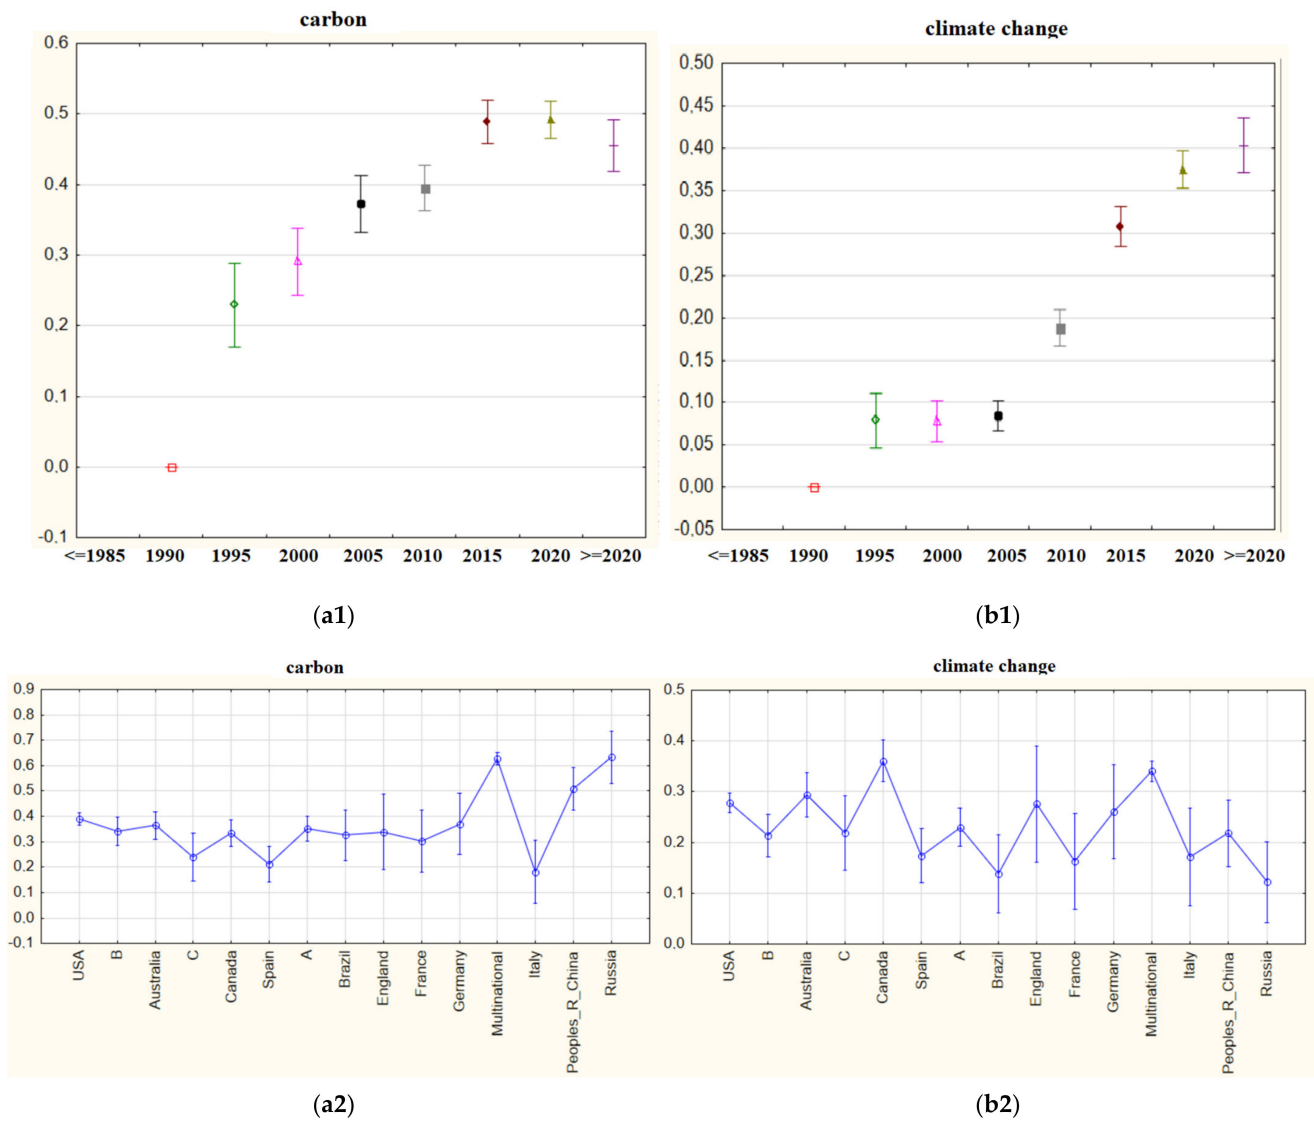 carbon
0.6
0.5
0.4
0.3
0.2
0.1
0.0
-0.1
<=1985 1990 1995 2000 2005 2010 2015 2020 >=2020
(a1)
climate change
0,50
0,45
0,40
0,35
0,30
0,25
0,20
0,15
0,10
0,05
0,00
-0,05
<=1985 1990 1995 2000 2005 2010 2015 2020 >=2020
(b1)
carbon
0.9
0.8
0.7
0.6
0.5
0.4
0.3
0.2
0.1
0.0
-0.1
USA
B
Australia
C
Canada
Spain
A
Brazil
England
France
Germany
Multinational
Italy
Peoples_R_China
Russia
(a2)
climate change
0.5
0.4
0.3
0.2
0.1
0.0
USA
B
Australia
C
Canada
Spain
A
Brazil
England
France
Germany
Multinational
Italy
Peoples_R_China
Russia
(b2)